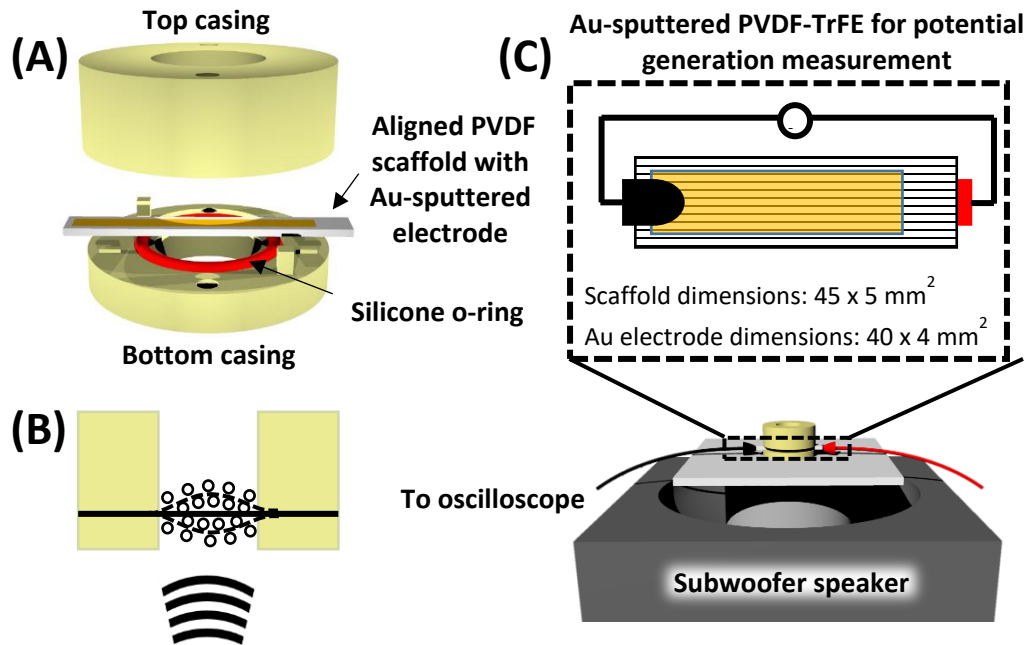 (A)
Top casing
Aligned PVDF
scaffold with
Au-sputtered
electrode
Silicone o-ring
Bottom casing
(B)
(C)
Au-sputtered PVDF-TrFE for potential
generation measurement
Scaffold dimensions: 45 x 5 mm²
Au electrode dimensions: 40 x 4 mm²
To oscilloscope
Subwoofer speaker